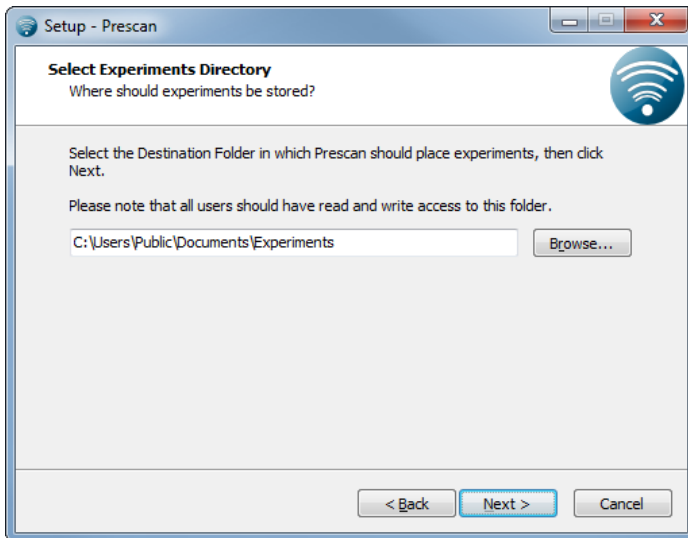 Setup - Prescan
Select Experiments Directory
Where should experiments be stored?
Select the Destination Folder in which Prescan should place experiments, then click
Next.
Please note that all users should have read and write access to this folder.
C:\Users\Public\Documents\Experiments
Browse...
< Back
Next >
Cancel